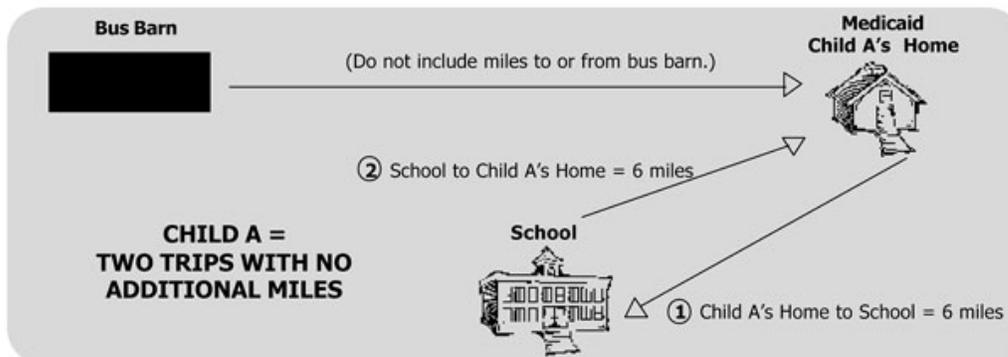 Bus Barn
Medicaid
Child A's Home
(Do not include miles to or from bus barn.)
② School to Child A's Home = 6 miles
CHILD A =
TWO TRIPS WITH NO
ADDITIONAL MILES
School
① Child A's Home to School = 6 miles